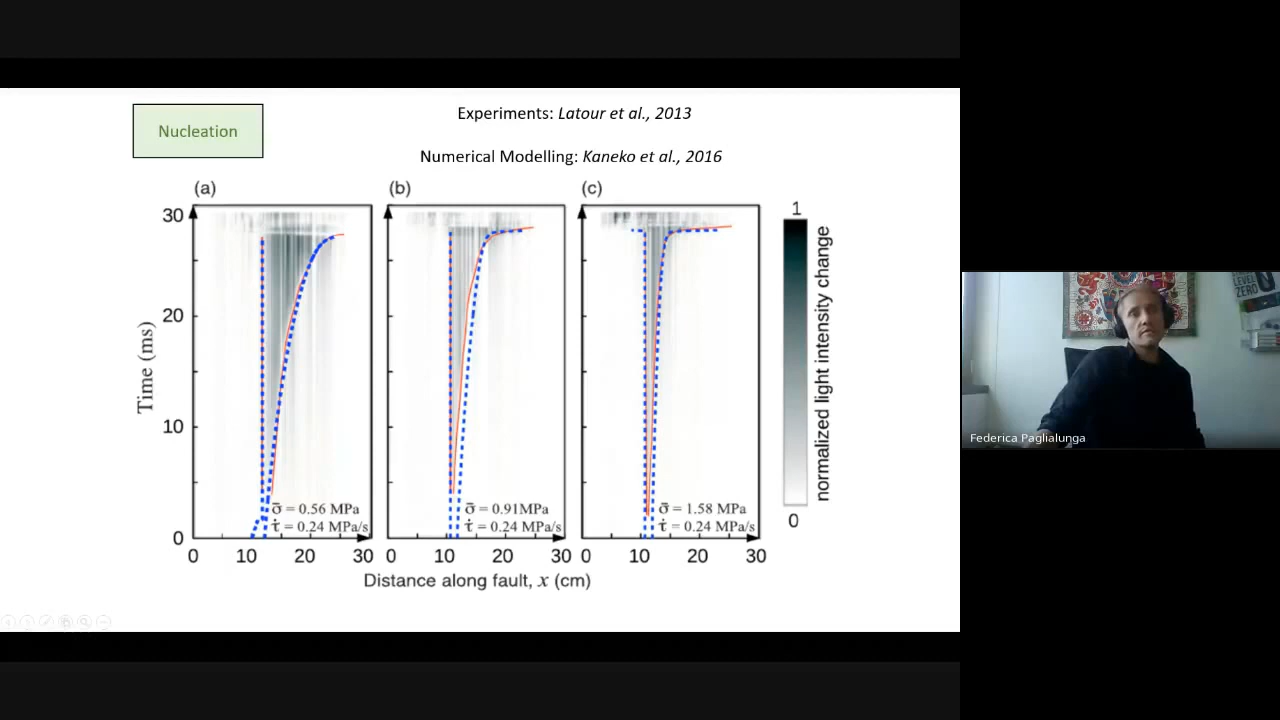 Nucleation
Experiments: Latour et al., 2013
Numerical Modelling: Kaneko et al., 2016
(a)
(b)
(c)
30
20
10
0
Time (ms)
σ̄ = 0.56 MPa
τ̇ = 0.24 MPa/s
σ̄ = 0.91MPa
τ̇ = 0.24 MPa/s
σ̄ = 1.58 MPa
τ̇ = 0.24 MPa/s
0 10 20 30
0 10 20 30
0 10 20 30
Distance along fault, x (cm)
1
0
normalized light intensity change
LEVEL
ZERO
Federica Paglialunga